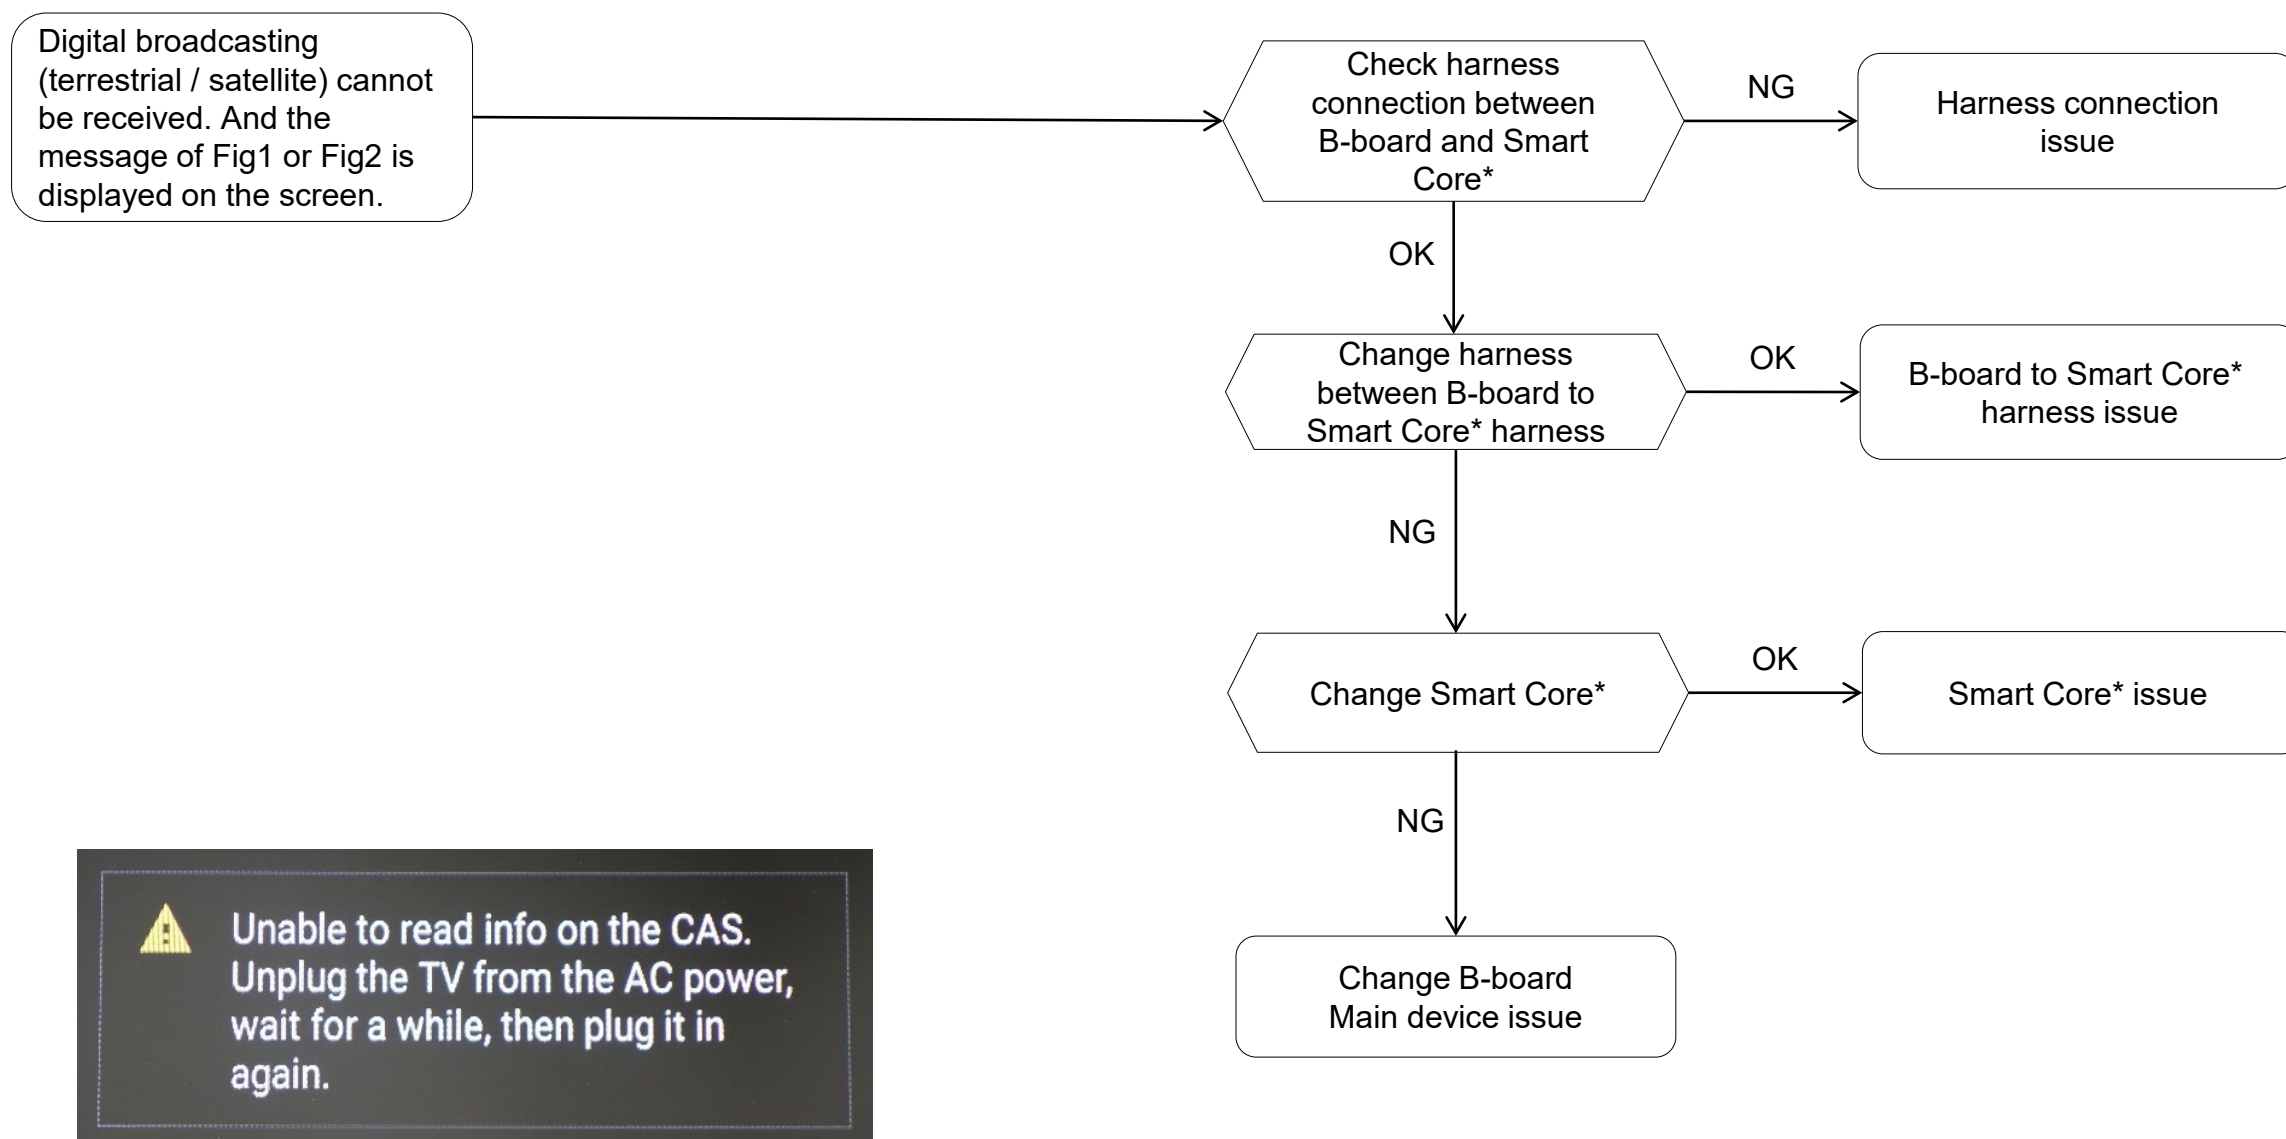 Digital broadcasting
(terrestrial / satellite) cannot
be received. And the
message of Fig1 or Fig2 is
displayed on the screen.
Check harness
connection between
B-board and Smart
Core*
NG
Harness connection
issue
OK
Change harness
between B-board to
Smart Core* harness
OK
B-board to Smart Core*
harness issue
NG
Change Smart Core*
OK
Smart Core* issue
NG
Change B-board
Main device issue
Unable to read info on the CAS.
Unplug the TV from the AC power,
wait for a while, then plug it in
again.